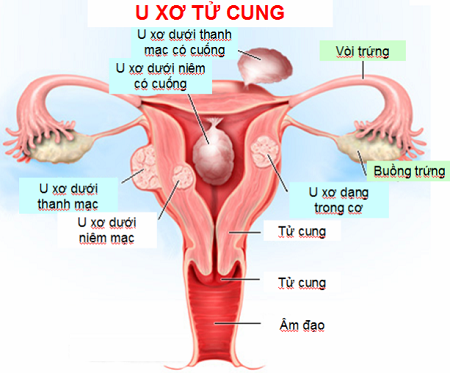 U XƠ TỬ CUNG
U xơ dưới thanh
mạc có cuống
U xơ dưới niêm
có cuống
Vòi trứng
Buồng trứng
U xơ dưới
thanh mạc
U xơ dạng
trong cơ
U xơ dưới
niêm mạc
Tử cung
Tử cung
Âm đạo